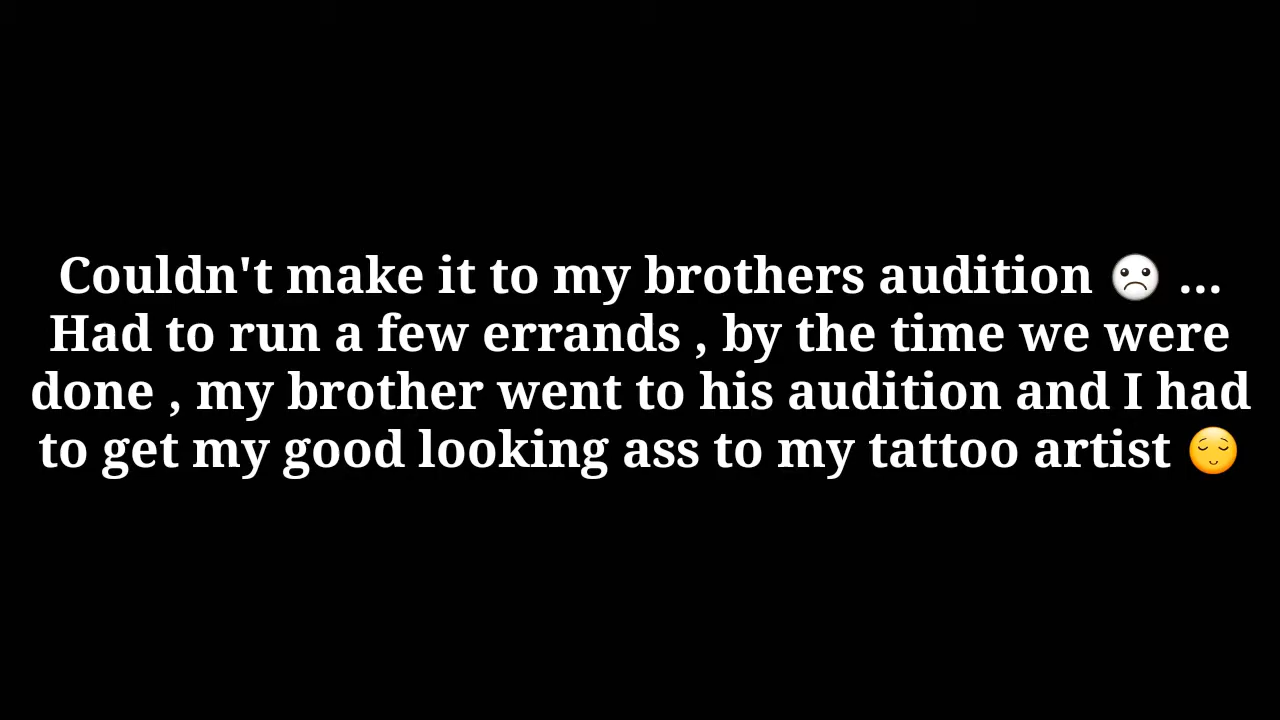 Couldn't make it to my brothers audition ☹️ ...
Had to run a few errands , by the time we were
done , my brother went to his audition and I had
to get my good looking ass to my tattoo artist 😌